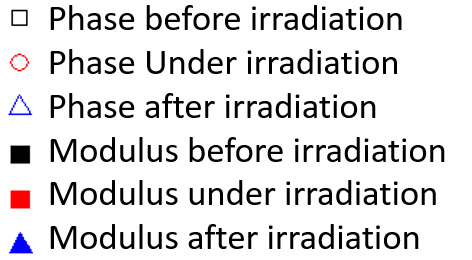 Phase before irradiation
Phase Under irradiation
Phase after irradiation
Modulus before irradiation
Modulus under irradiation
Modulus after irradiation